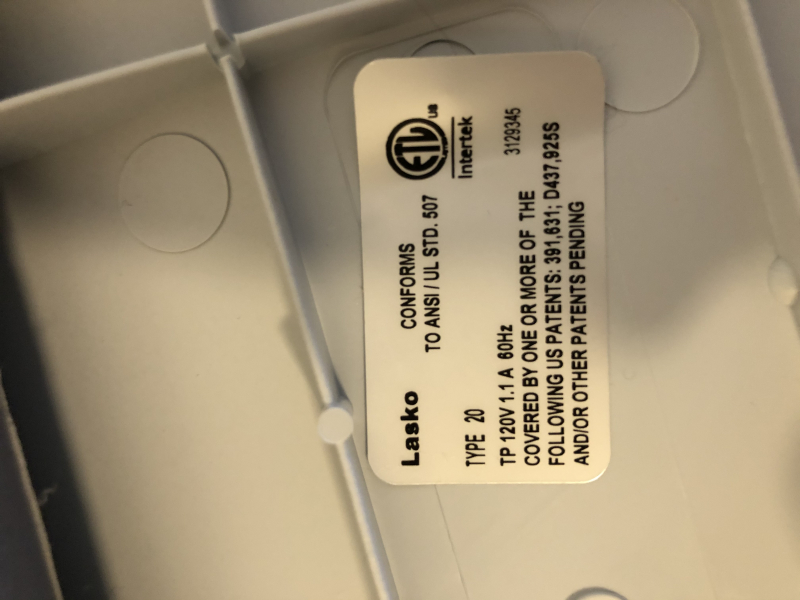 ETL
US
Intertek
3129345
CONFORMS
TO ANSI / UL STD. 507
Lasko
TYPE 20
TP 120V 1.1 A 60Hz
COVERED BY ONE OR MORE OF THE
FOLLOWING US PATENTS: 391,631; D437,925S
AND/OR OTHER PATENTS PENDING